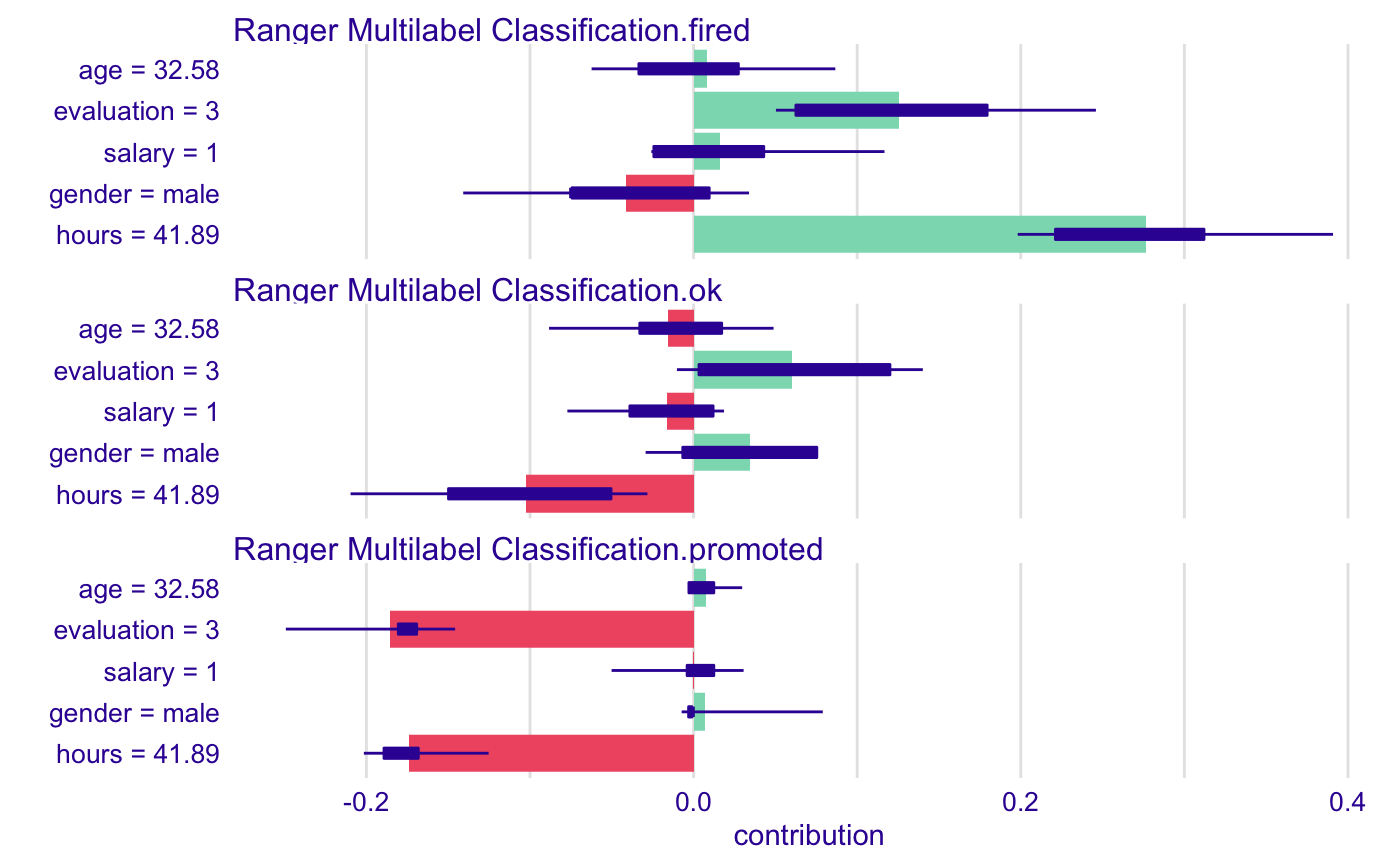 Ranger Multilabel Classification.fired
age = 32.58
evaluation = 3
salary = 1
gender = male
hours = 41.89
Ranger Multilabel Classification.ok
age = 32.58
evaluation = 3
salary = 1
gender = male
hours = 41.89
Ranger Multilabel Classification.promoted
age = 32.58
evaluation = 3
salary = 1
gender = male
hours = 41.89
-0.2 0.0 0.2 0.4
contribution